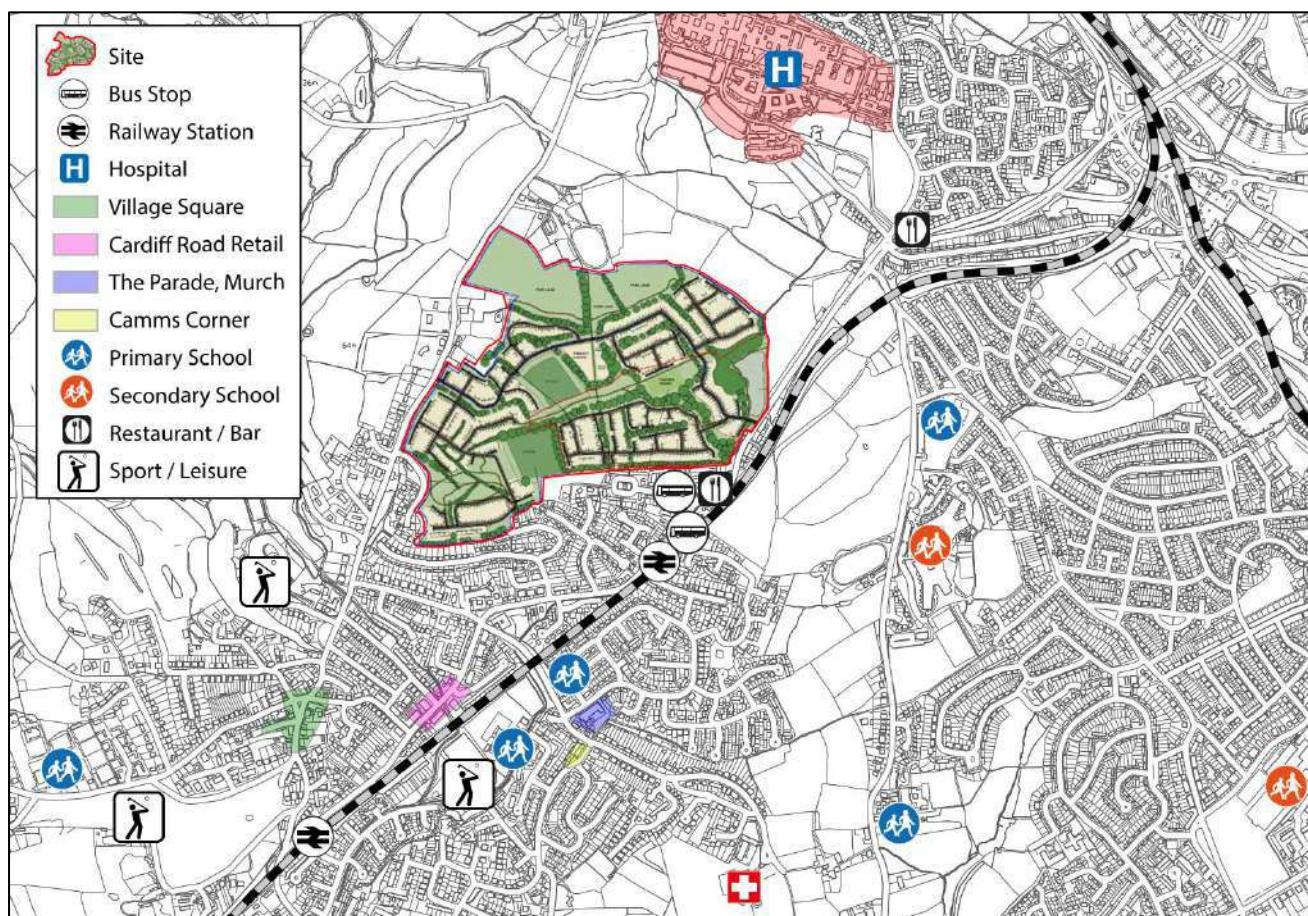 Site
Bus Stop
Railway Station
H Hospital
Village Square
Cardiff Road Retail
The Parade, Murch
Camms Corner
Primary School
Secondary School
Restaurant / Bar
Sport / Leisure
H